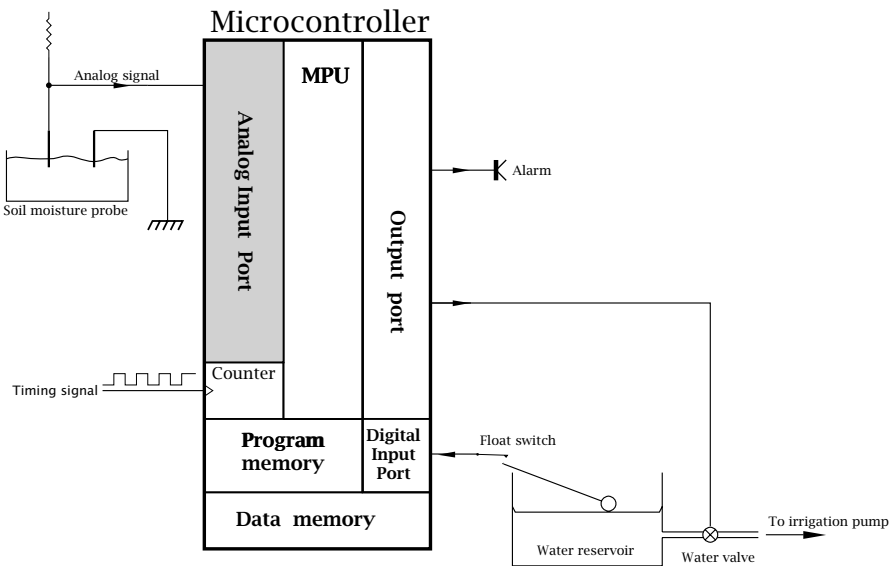 Microcontroller
Analog signal
Soil moisture probe
Analog Input Port
MPU
Output port
Alarm
Timing signal
Counter
Program
memory
Digital
Input
Port
Data memory
Float switch
Water reservoir
Water valve
To irrigation pump